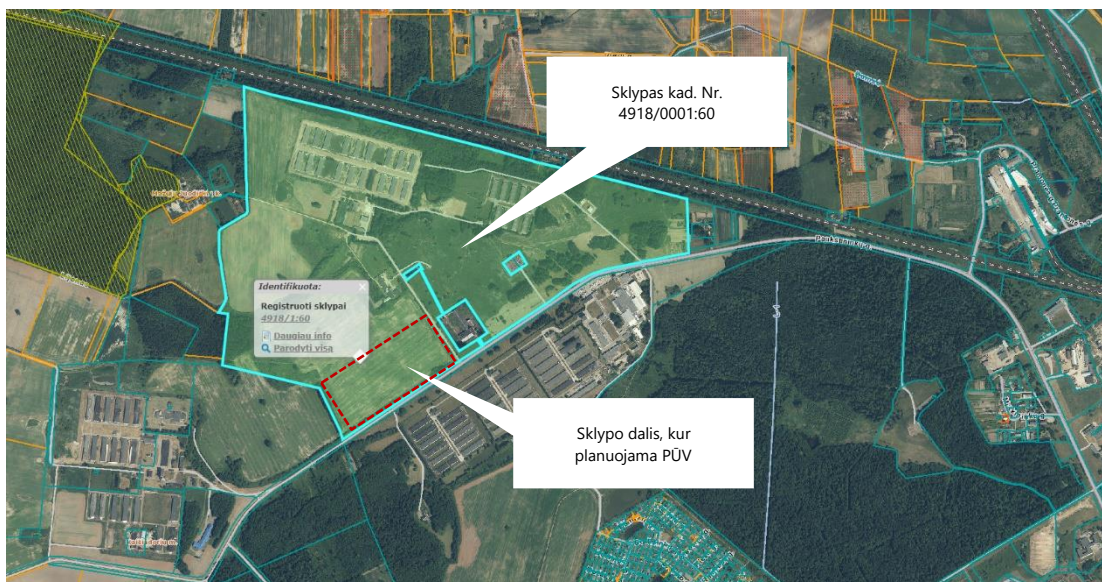 Sklypas kad. Nr.
4918/0001:60
Identifikuota:
Registruoti sklypai
4918/1:60
Daugiau info
Parodyti visą
Sklypo dalis, kur
planuojama PŪV